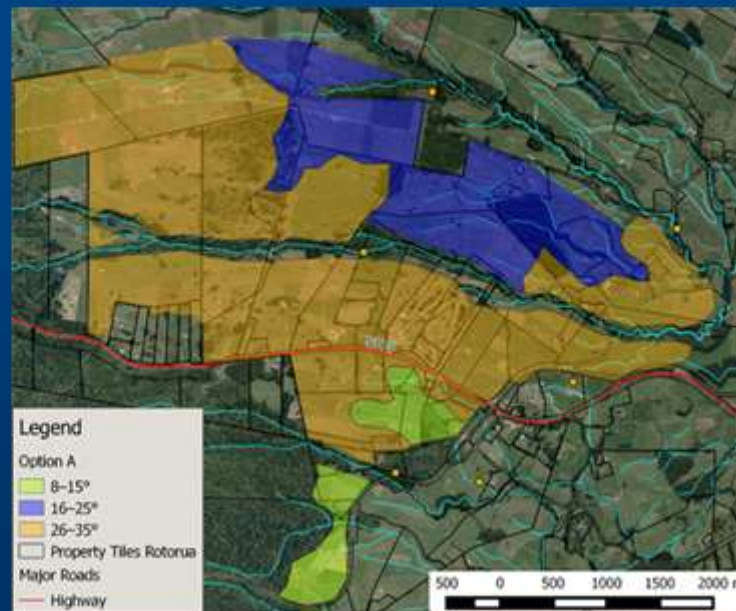 Legend
Option A
8–15°
16–25°
26–35°
Property Tiles Rotorua
Major Roads
Highway
500 0 500 1000 1500 2000 m